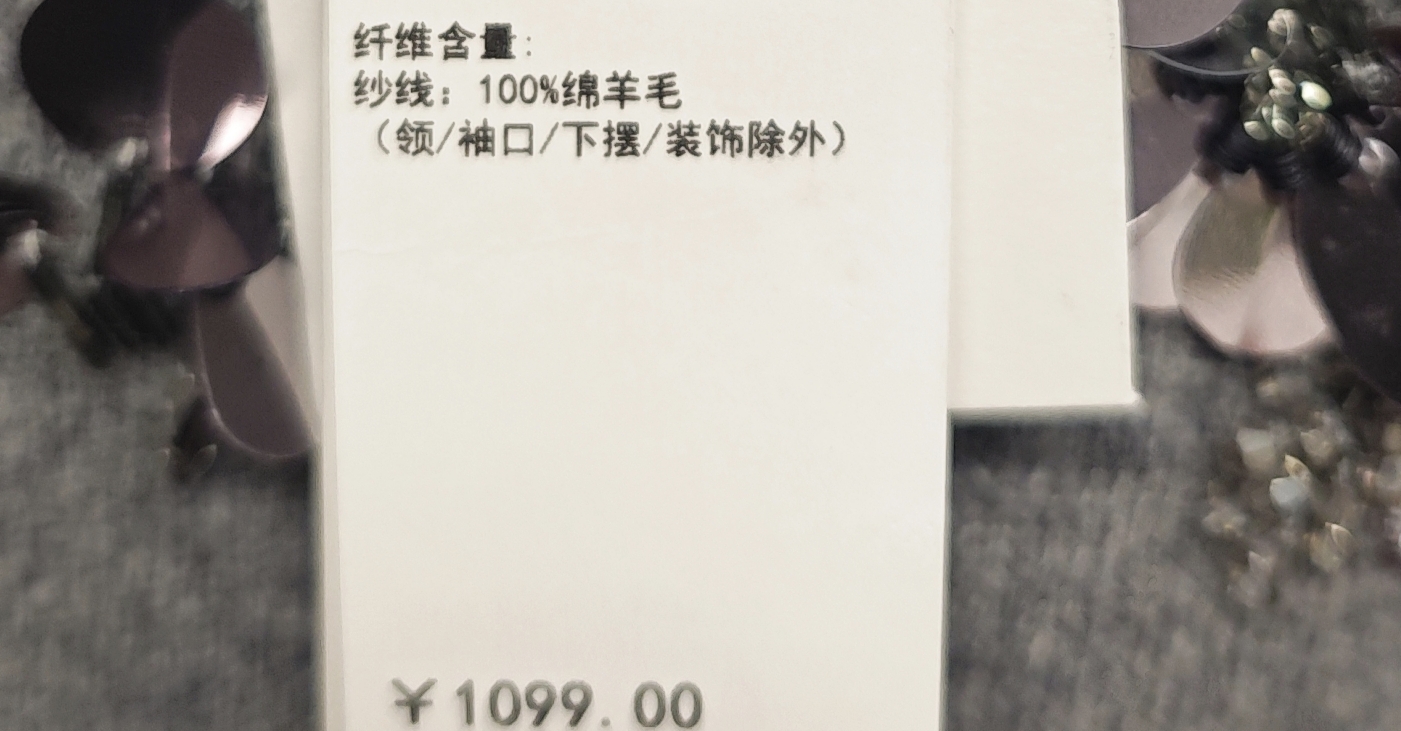 纤维含量:
纱线：100%绵羊毛
（领/袖口/下摆/装饰除外）
￥1099.00